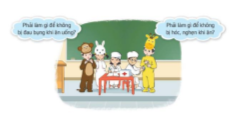 Phải làm gì để không
bị đau bụng khi ăn uống?
Phải làm gì để không
bị hóc, nghẹn khi ăn?